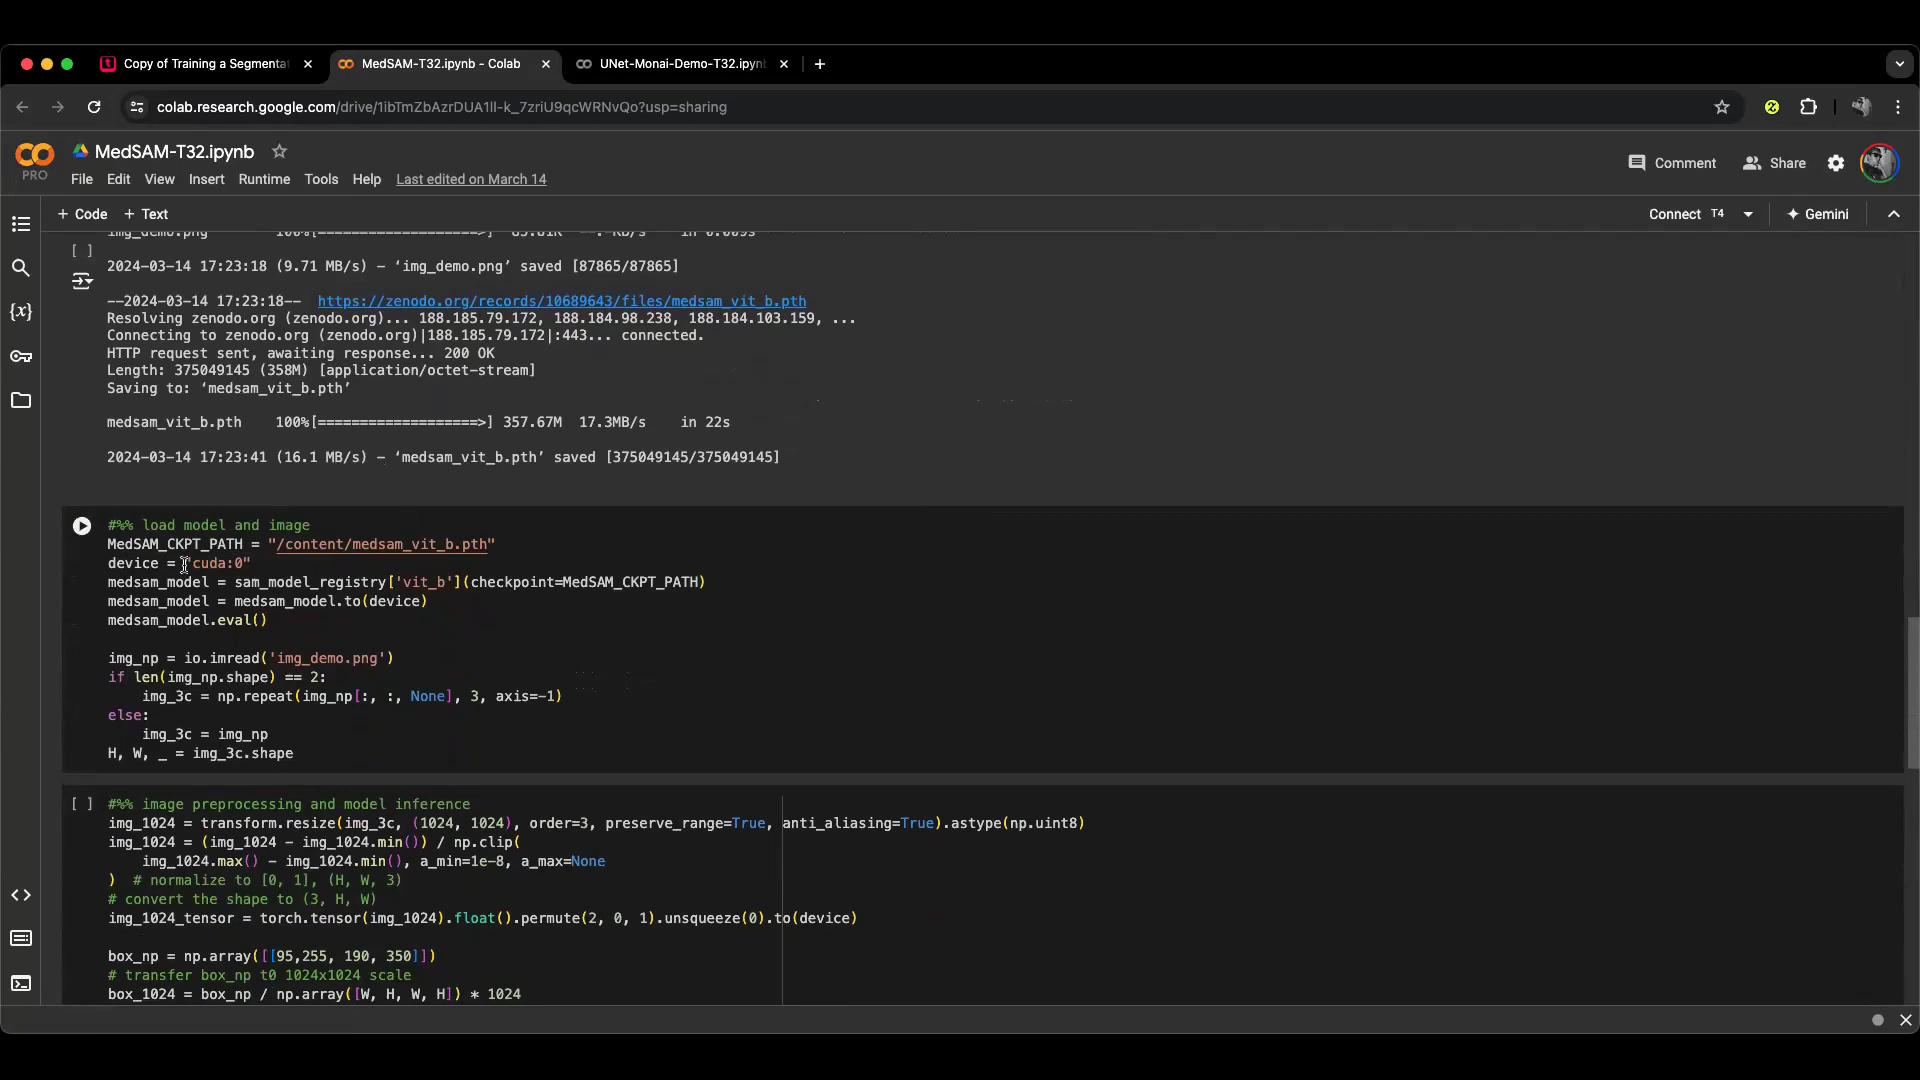 Copy of Training a Segmenta
MedSAM-T32.ipynb - Colab
UNet-Monai-Demo-T32.ipyn
colab.research.google.com/drive/1ibTmZbAzrDUA1lI-k_7zriU9qcWRNvQo?usp=sharing
PRO
MedSAM-T32.ipynb
File Edit View Insert Runtime Tools Help Last edited on March 14
Comment Share
+ Code + Text
Connect T4 Gemini
img_demo.png 100%[===================>] 85.81K --.-KB/s in 0.009s
[ ]
2024-03-14 17:23:18 (9.71 MB/s) - ‘img_demo.png’ saved [87865/87865]
--2024-03-14 17:23:18-- https://zenodo.org/records/10689643/files/medsam_vit_b.pth
Resolving zenodo.org (zenodo.org)... 188.185.79.172, 188.184.98.238, 188.184.103.159, ...
Connecting to zenodo.org (zenodo.org)|188.185.79.172|:443... connected.
HTTP request sent, awaiting response... 200 OK
Length: 375049145 (358M) [application/octet-stream]
Saving to: ‘medsam_vit_b.pth’
medsam_vit_b.pth 100%[===================>] 357.67M 17.3MB/s in 22s
2024-03-14 17:23:41 (16.1 MB/s) - ‘medsam_vit_b.pth’ saved [375049145/375049145]
#%% load model and image
MedSAM_CKPT_PATH = "/content/medsam_vit_b.pth"
device = "cuda:0"
medsam_model = sam_model_registry['vit_b'](checkpoint=MedSAM_CKPT_PATH)
medsam_model = medsam_model.to(device)
medsam_model.eval()
img_np = io.imread('img_demo.png')
if len(img_np.shape) == 2:
img_3c = np.repeat(img_np[:, :, None], 3, axis=-1)
else:
img_3c = img_np
H, W, _ = img_3c.shape
[ ] #%% image preprocessing and model inference
img_1024 = transform.resize(img_3c, (1024, 1024), order=3, preserve_range=True, anti_aliasing=True).astype(np.uint8)
img_1024 = (img_1024 - img_1024.min()) / np.clip(
img_1024.max() - img_1024.min(), a_min=1e-8, a_max=None
) # normalize to [0, 1], (H, W, 3)
# convert the shape to (3, H, W)
img_1024_tensor = torch.tensor(img_1024).float().permute(2, 0, 1).unsqueeze(0).to(device)
box_np = np.array([[95,255, 190, 350]])
# transfer box_np t0 1024x1024 scale
box_1024 = box_np / np.array([W, H, W, H]) * 1024